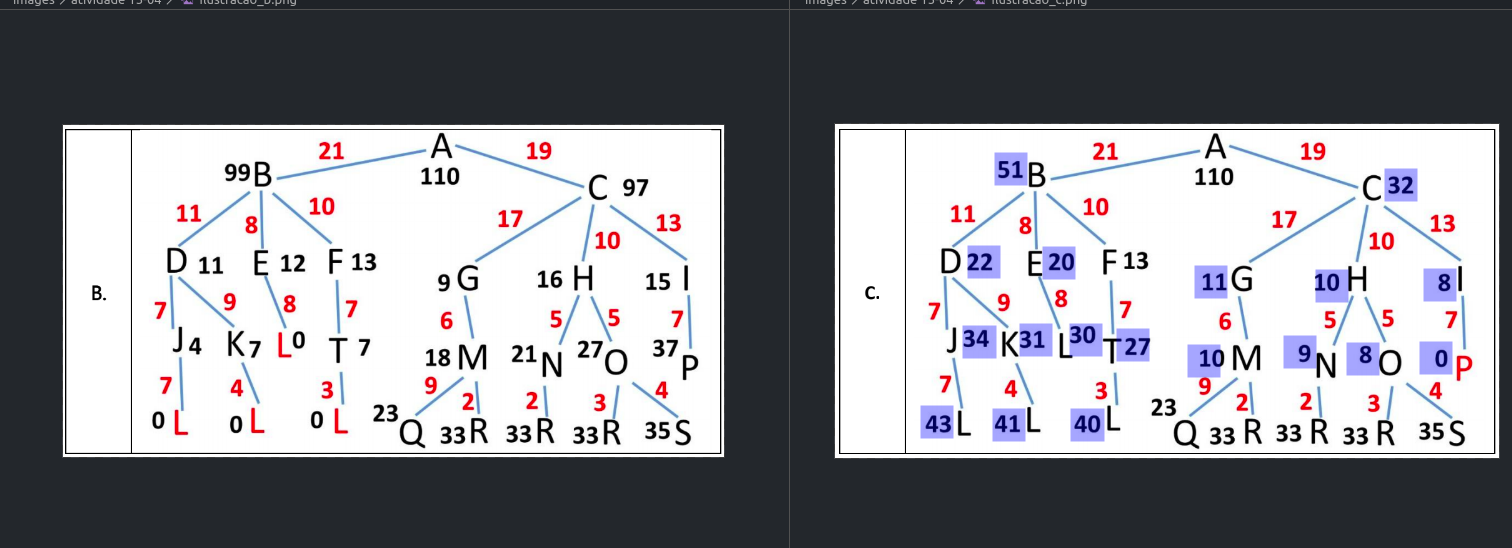 images > atividade 15-04 > ilustracao_b.png
images > atividade 15-04 > ilustracao_c.png
B.
21 A 19
99 B 110 C 97
11 8 10 17 10 13
D 11 E 12 F 13 9 G 16 H 15 I
7 9 8 7 6 5 5 7
J 4 K 7 L 0 T 7 18 M 21 N 27 O 37 P
7 4 3 9 2 2 3 4
0 L 0 L 0 L 23 Q 33 R 33 R 33 R 35 S
C.
21 A 19
51 B 110 C 32
11 8 10 17 10 13
D 22 E 20 F 13 11 G 10 H 8 I
7 9 8 7 6 5 5 7
J 34 K 31 L 30 T 27 10 M 9 N 8 O 0 P
7 4 3 9 2 2 3 4
43 L 41 L 40 L 23 Q 33 R 33 R 33 R 35 S